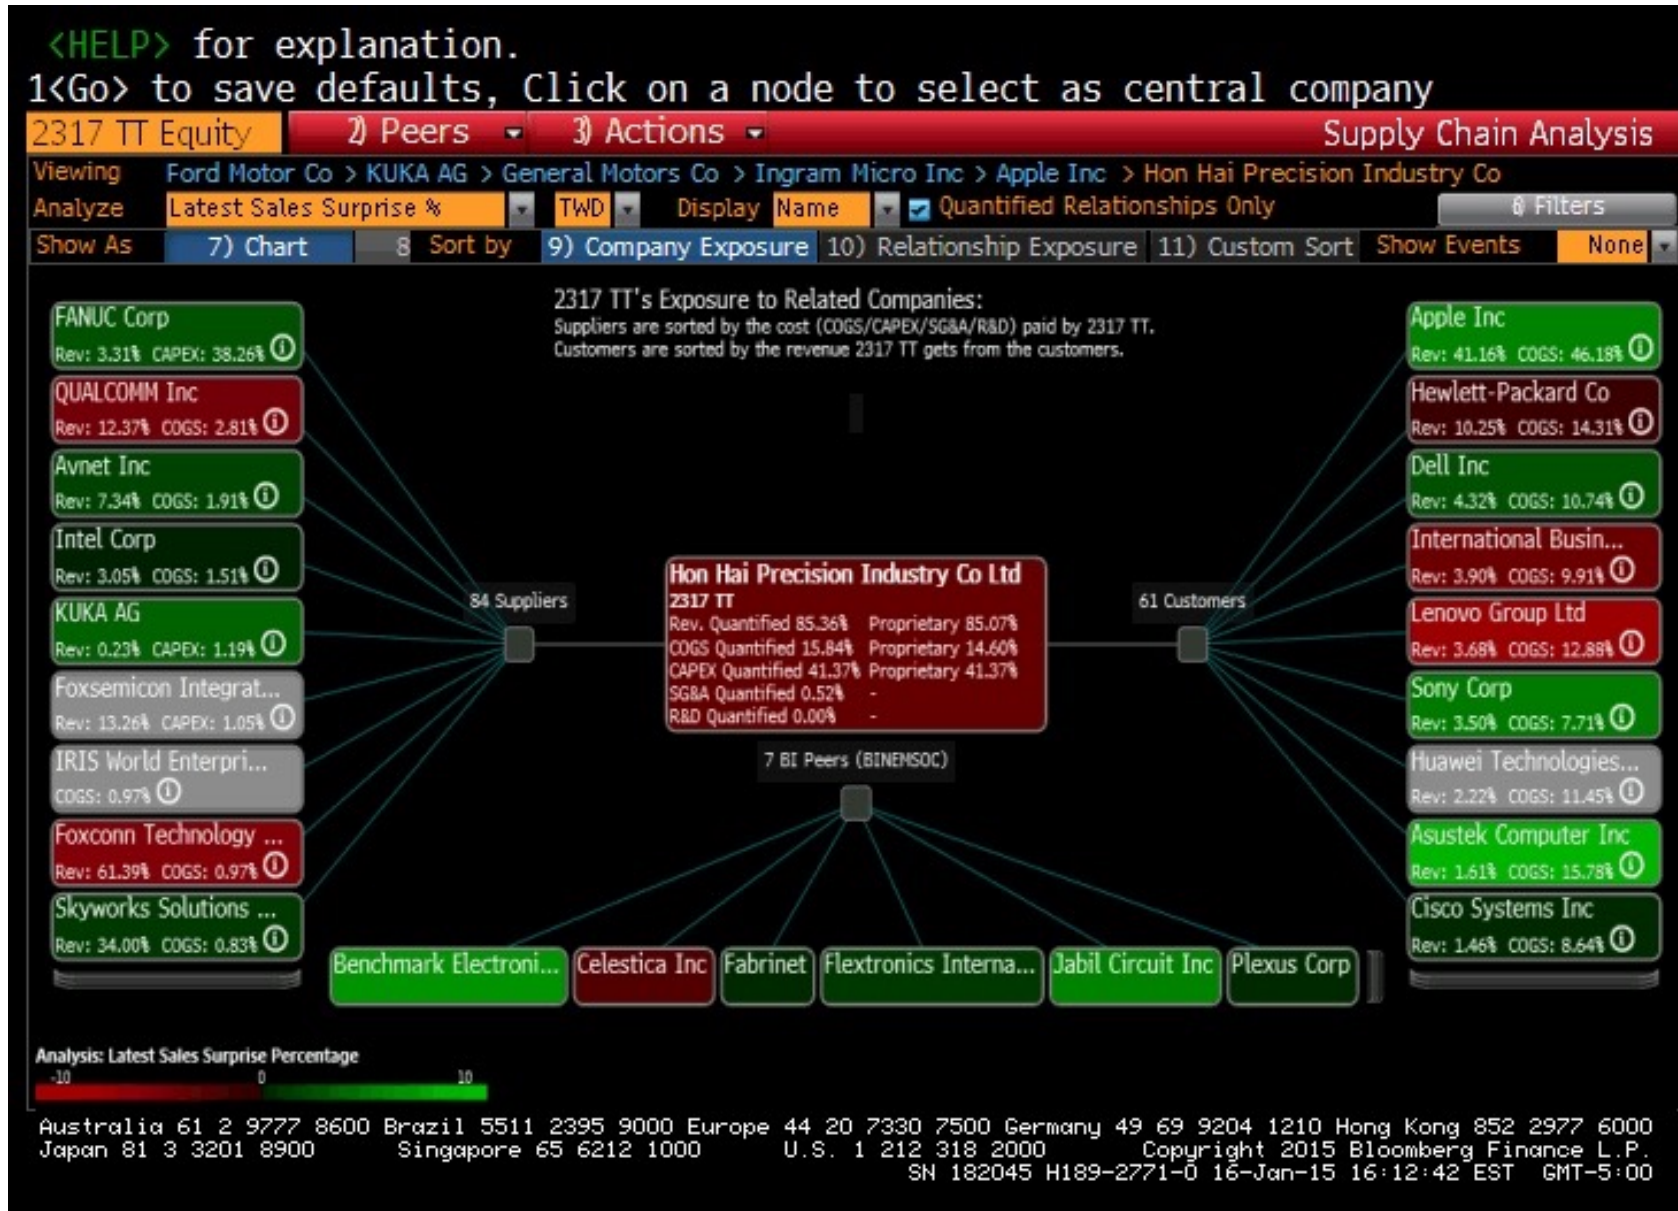 <HELP> for explanation.
1<Go> to save defaults, Click on a node to select as central company
2317 TT Equity 2) Peers 3) Actions Supply Chain Analysis
Viewing Ford Motor Co > KUKA AG > General Motors Co > Ingram Micro Inc > Apple Inc > Hon Hai Precision Industry Co
Analyze Latest Sales Surprise % TWD Display Name Quantified Relationships Only 6) Filters
Show As 7) Chart 8 Sort by 9) Company Exposure 10) Relationship Exposure 11) Custom Sort Show Events None
2317 TT's Exposure to Related Companies:
Suppliers are sorted by the cost (COGS/CAPEX/SG&A/R&D) paid by 2317 TT.
Customers are sorted by the revenue 2317 TT gets from the customers.
FANUC Corp
Rev: 3.31% CAPEX: 38.26%
QUALCOMM Inc
Rev: 12.37% COGS: 2.81%
Avnet Inc
Rev: 7.34% COGS: 1.91%
Intel Corp
Rev: 3.05% COGS: 1.51%
KUKA AG
Rev: 0.23% CAPEX: 1.19%
Foxsemicon Integrat...
Rev: 13.26% CAPEX: 1.05%
IRIS World Enterpri...
COGS: 0.97%
Foxconn Technology ...
Rev: 61.39% COGS: 0.97%
Skyworks Solutions ...
Rev: 34.00% COGS: 0.83%
84 Suppliers
Hon Hai Precision Industry Co Ltd
2317 TT
Rev. Quantified 85.36% Proprietary 85.07%
COGS Quantified 15.84% Proprietary 14.60%
CAPEX Quantified 41.37% Proprietary 41.37%
SG&A Quantified 0.52% -
R&D Quantified 0.00% -
61 Customers
Apple Inc
Rev: 41.16% COGS: 46.18%
Hewlett-Packard Co
Rev: 10.25% COGS: 14.31%
Dell Inc
Rev: 4.32% COGS: 10.74%
International Busin...
Rev: 3.90% COGS: 9.91%
Lenovo Group Ltd
Rev: 3.68% COGS: 12.88%
Sony Corp
Rev: 3.50% COGS: 7.71%
Huawei Technologies...
Rev: 2.22% COGS: 11.45%
Asustek Computer Inc
Rev: 1.61% COGS: 15.78%
Cisco Systems Inc
Rev: 1.46% COGS: 8.64%
7 BI Peers (BINEMSOC)
Benchmark Electroni... Celestica Inc Fabrinet Flextronics Interna... Jabil Circuit Inc Plexus Corp
Analysis: Latest Sales Surprise Percentage
-10 0 10
Australia 61 2 9777 8600 Brazil 5511 2395 9000 Europe 44 20 7330 7500 Germany 49 69 9204 1210 Hong Kong 852 2977 6000
Japan 81 3 3201 8900 Singapore 65 6212 1000 U.S. 1 212 318 2000 Copyright 2015 Bloomberg Finance L.P.
SN 182045 H189-2771-0 16-Jan-15 16:12:42 EST GMT-5:00